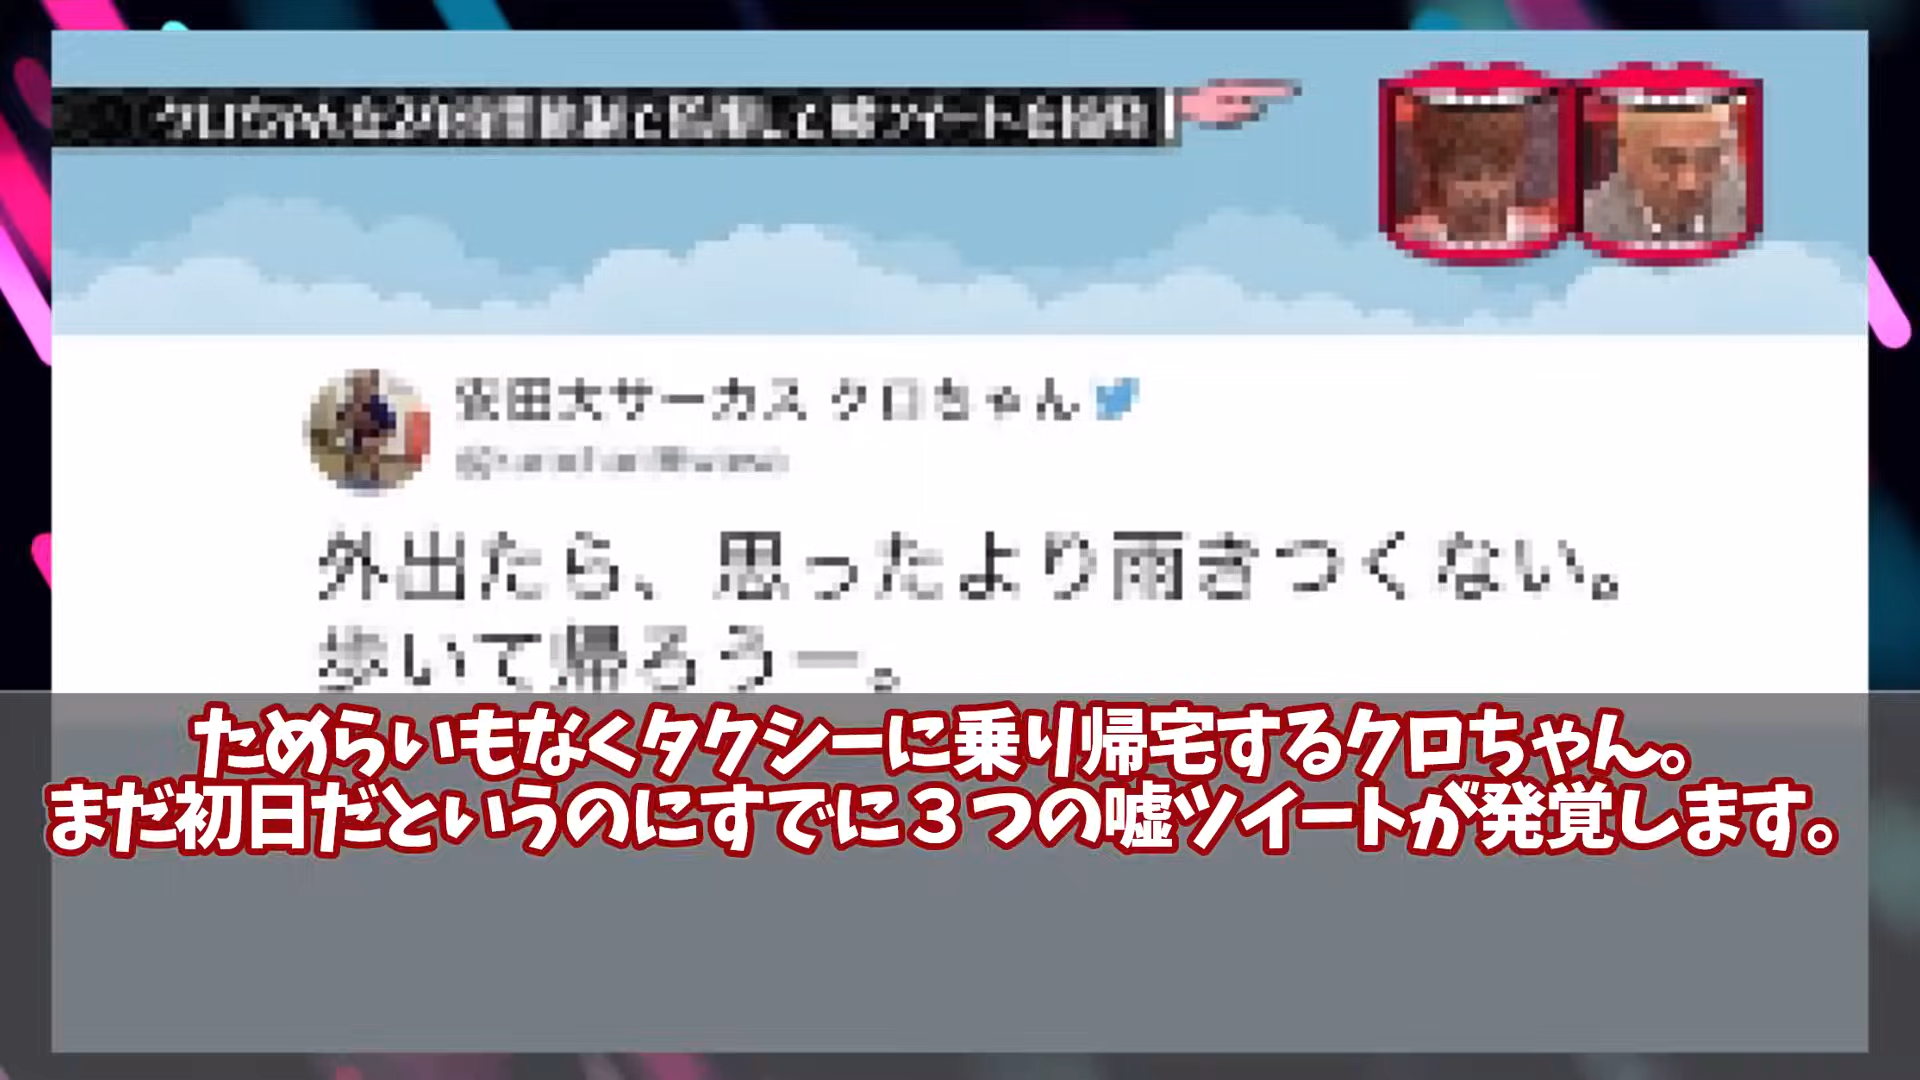 安田大サーカス クロちゃん
外出たら、思ったより雨きつくない。
歩いて帰ろうー。
ためらいもなくタクシーに乗り帰宅するクロちゃん。
まだ初日だというのにすでに３つの嘘ツイートが発覚します。